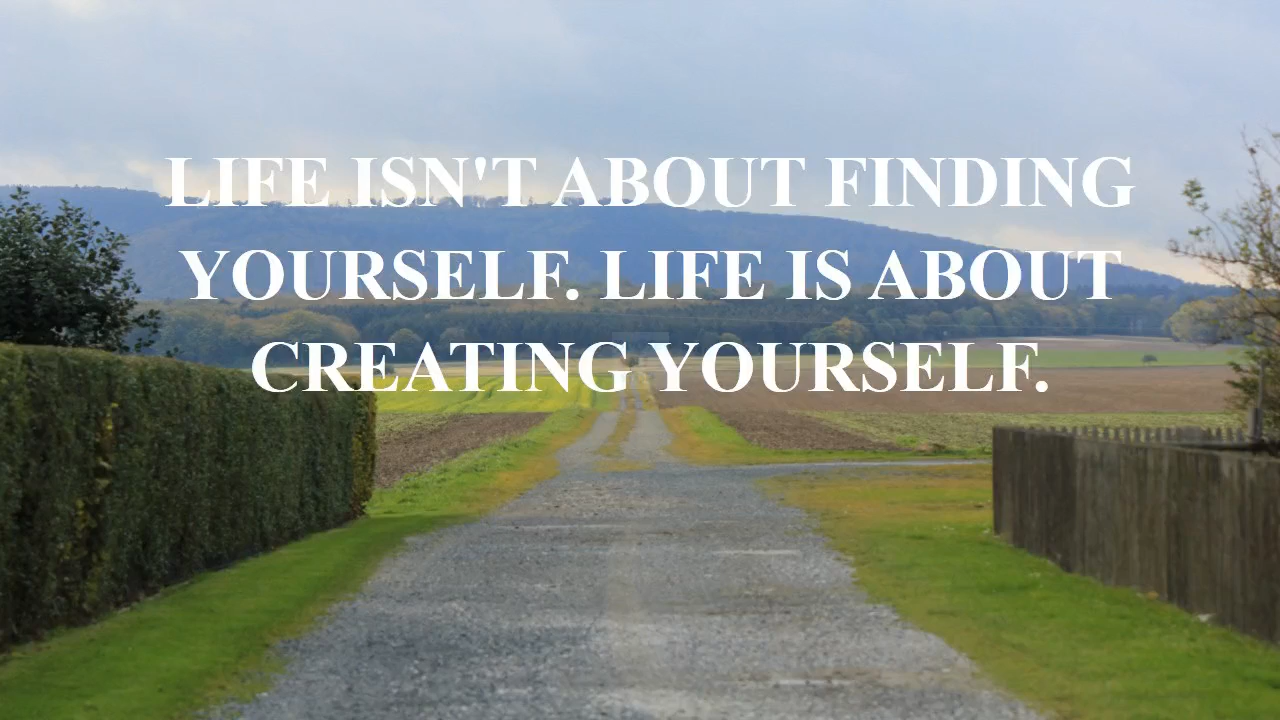 LIFE ISN'T ABOUT FINDING
YOURSELF. LIFE IS ABOUT
CREATING YOURSELF.